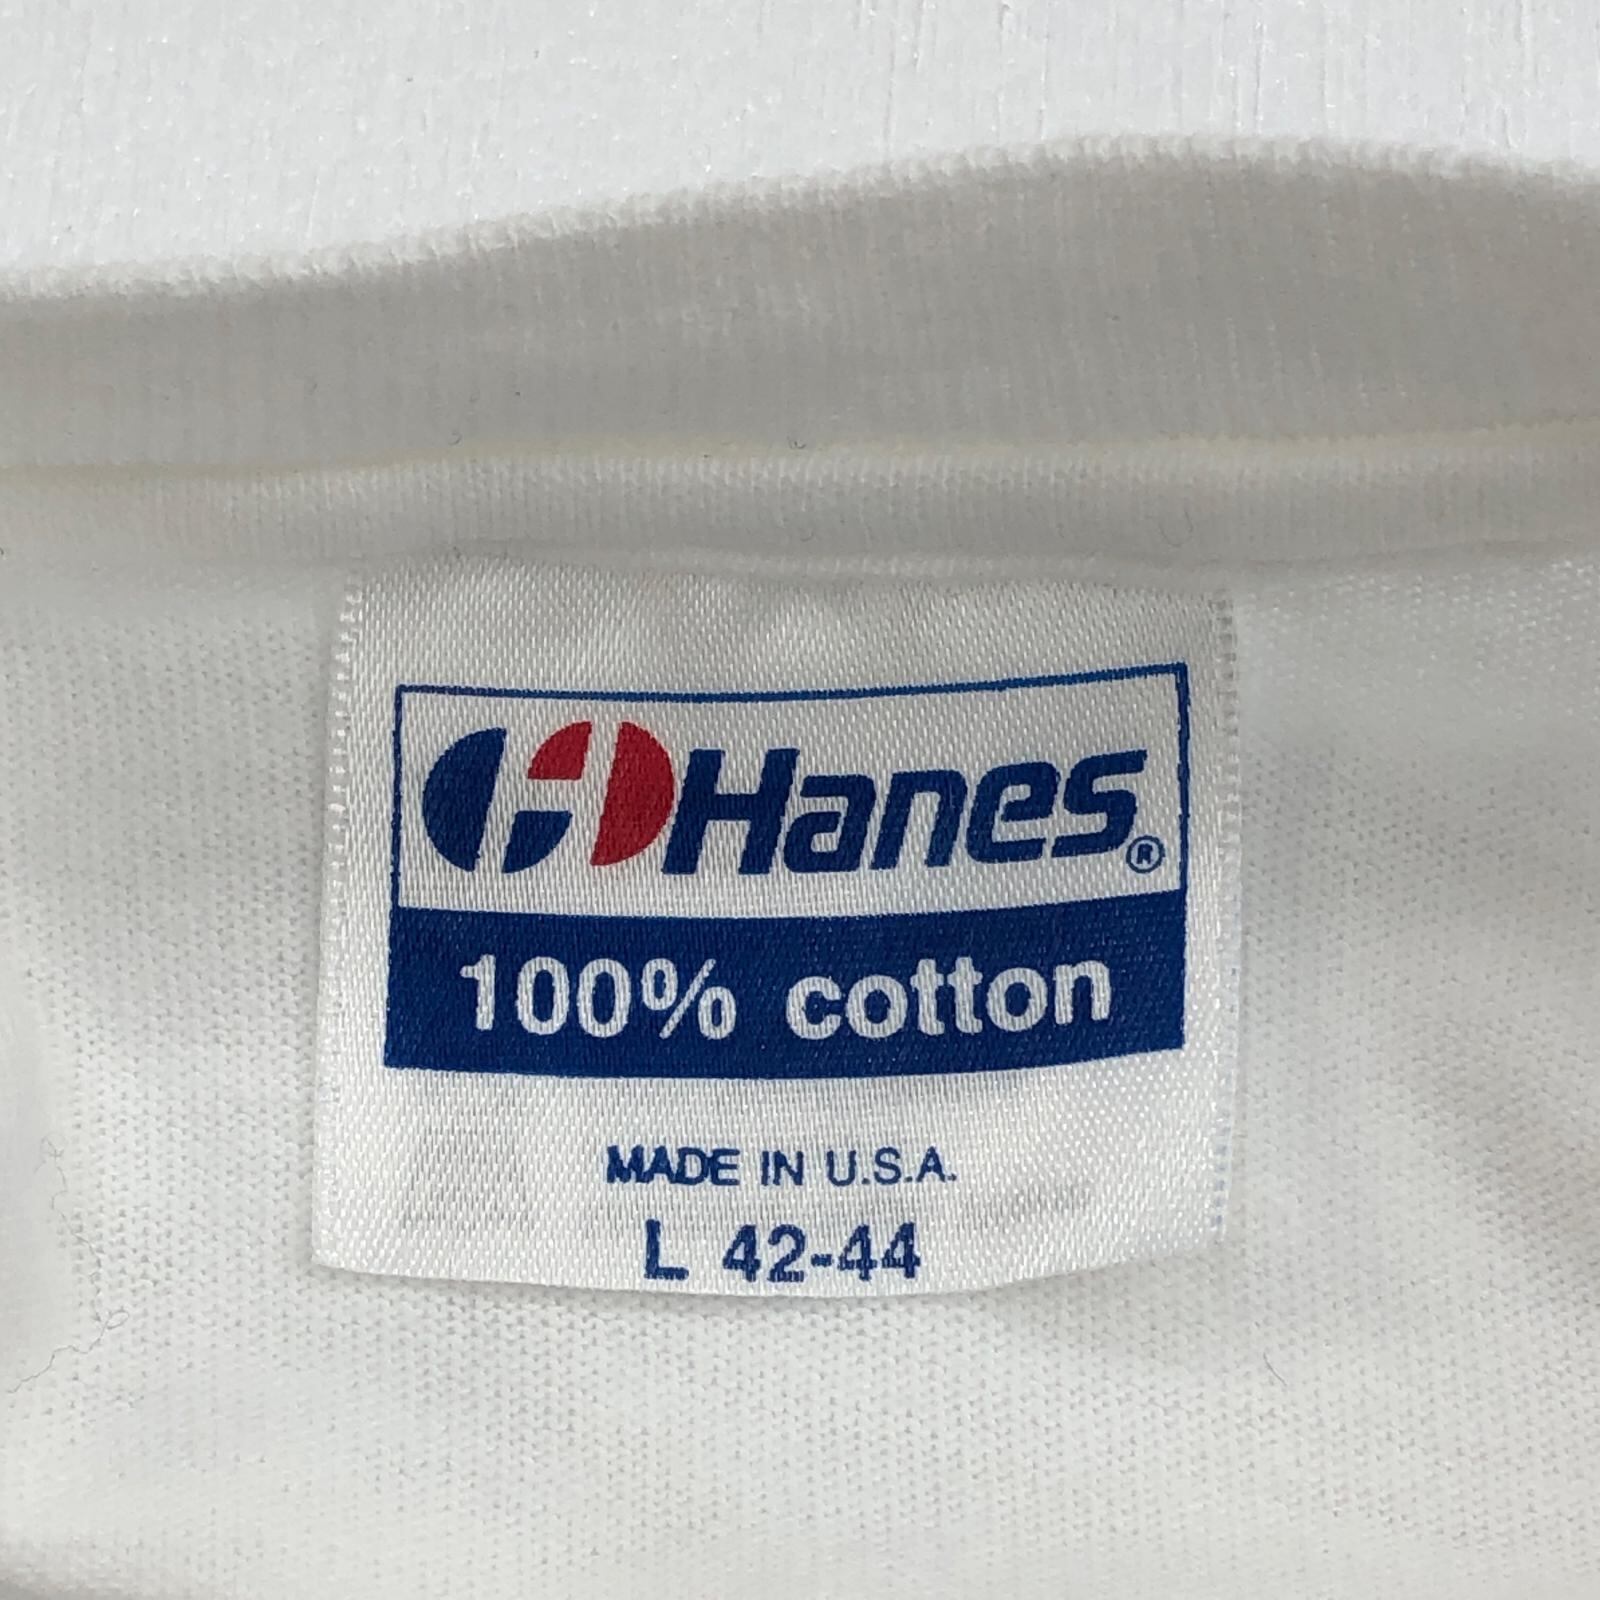 Hanes®
100% cotton
MADE IN U.S.A.
L 42-44